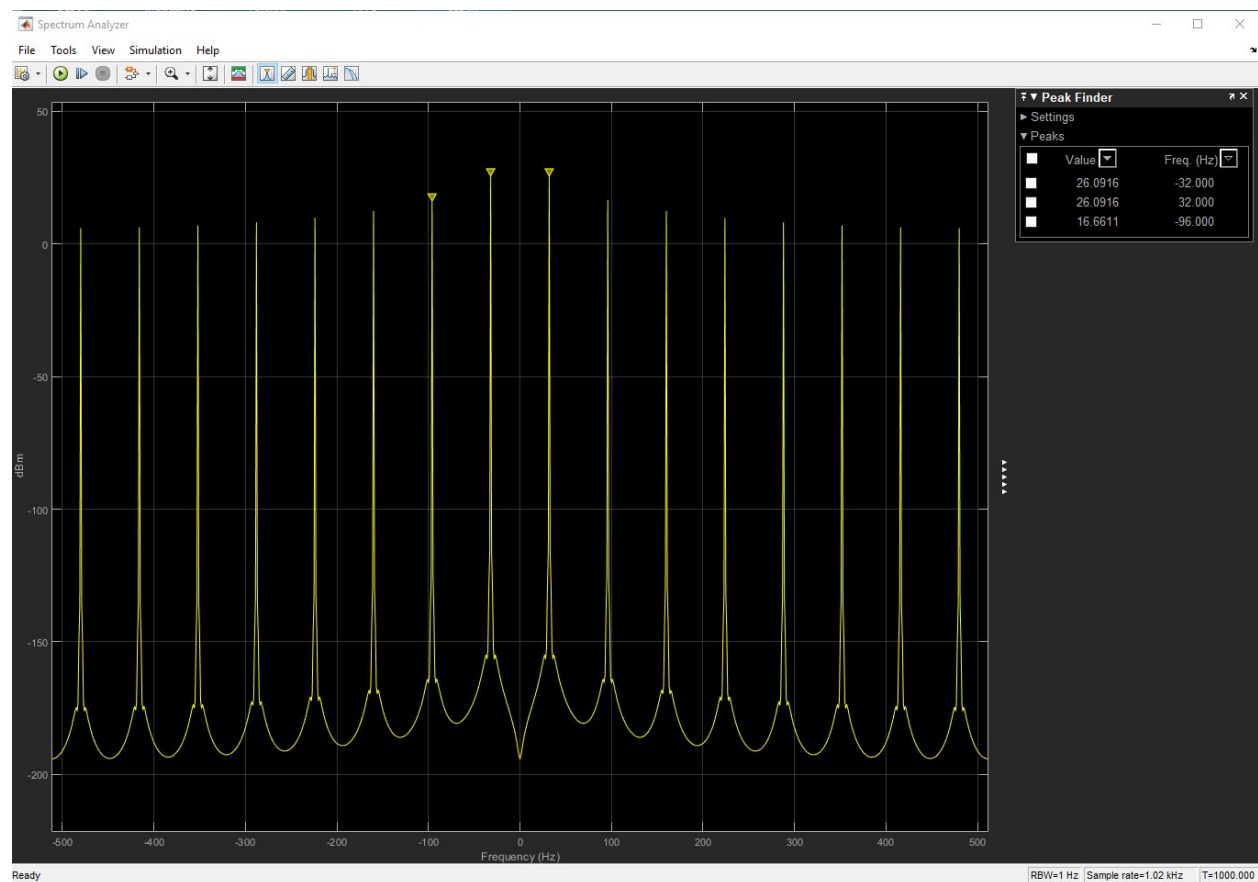 Spectrum Analyzer
File Tools View Simulation Help
Peak Finder
Settings
Peaks
Value Freq. (Hz)
26.0916 -32.000
26.0916 32.000
16.6611 -96.000
50
0
-50
-100
-150
-200
dBm
-500 -400 -300 -200 -100 0 100 200 300 400 500
Frequency (Hz)
Ready RBW=1 Hz Sample rate=1.02 kHz T=1000.000